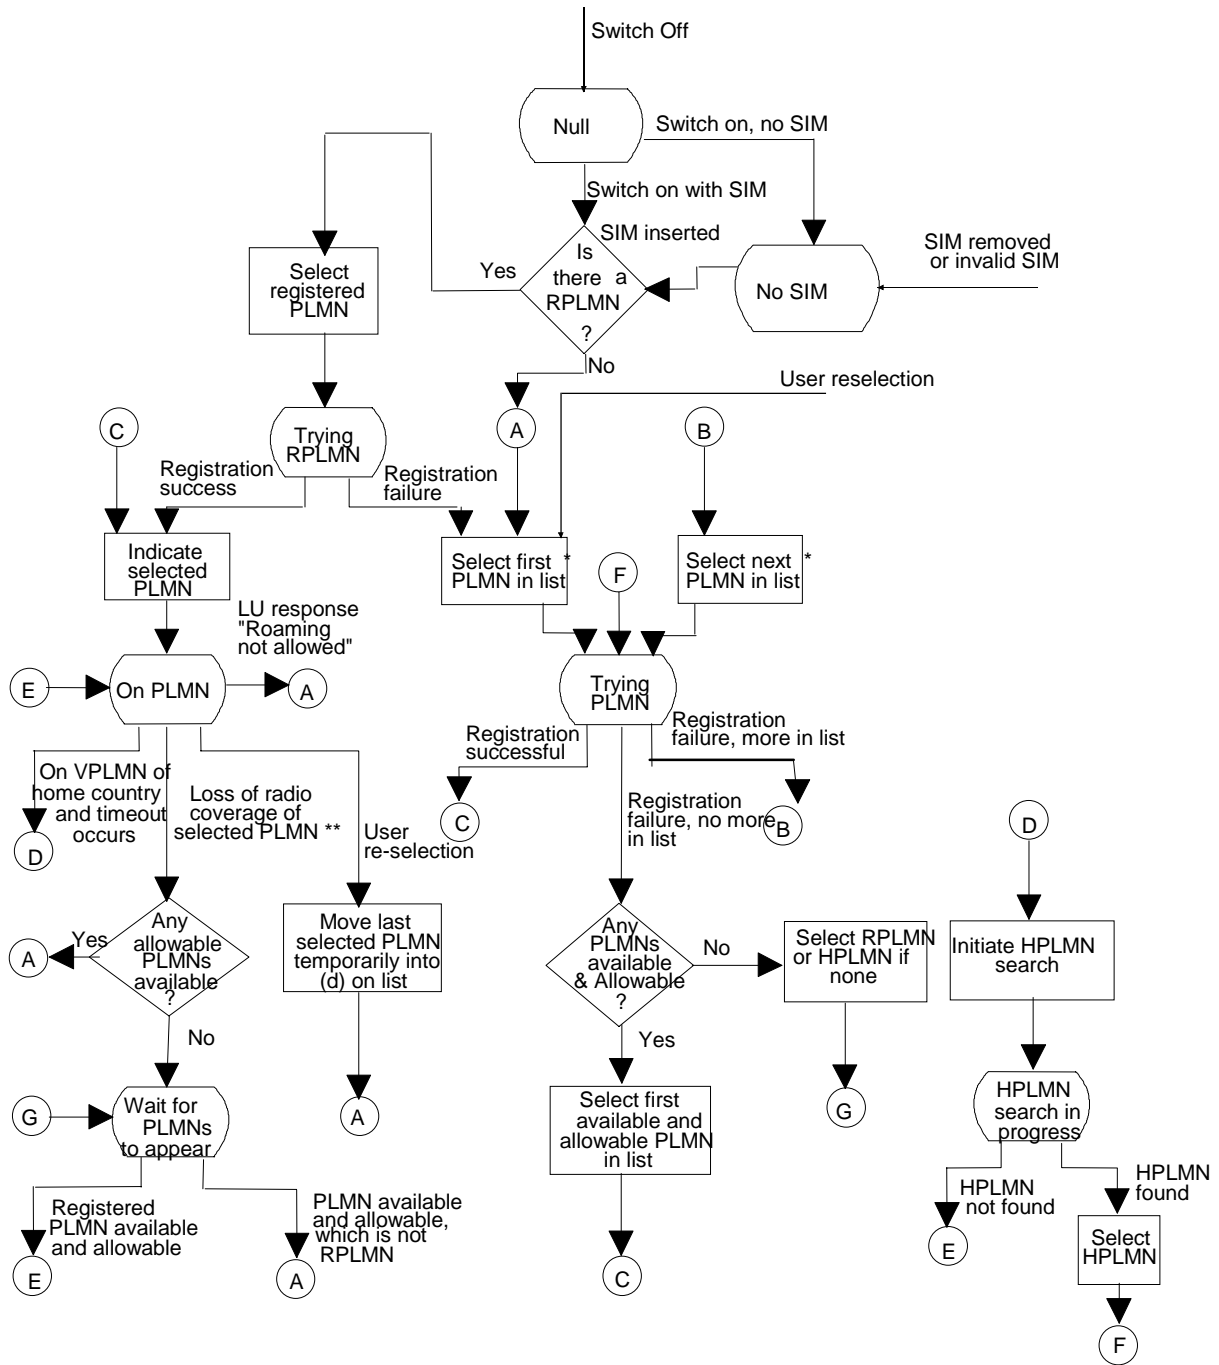 Switch Off
Null
Switch on, no SIM
Switch on with SIM
SIM inserted
SIM removed
or invalid SIM
Is
there a
RPLMN
?
Yes
No
No SIM
Select
registered
PLMN
User reselection
C
Trying
RPLMN
A
B
Registration
success
Registration
failure
Indicate
selected
PLMN
Select first *
PLMN in list
F
Select next *
PLMN in list
LU response
"Roaming
not allowed"
E
On PLMN
A
Trying
PLMN
Registration
successful
Registration
failure, more in list
On VPLMN of
home country
and timeout
occurs
D
Loss of radio
coverage of
selected PLMN **
User
re-selection
C
Registration
failure, no more
in list
B
D
Any
allowable
PLMNs
available
?
Yes
A
No
Move last
selected PLMN
temporarily into
(d) on list
A
Any
PLMNs
available
& Allowable
?
No
Yes
Select RPLMN
or HPLMN if
none
G
Initiate HPLMN
search
G
Wait for
PLMNs
to appear
Select first
available and
allowable PLMN
in list
HPLMN
search in
progress
Registered
PLMN available
and allowable
E
PLMN available
and allowable,
which is not
RPLMN
A
C
HPLMN
not found
E
HPLMN
found
Select
HPLMN
F